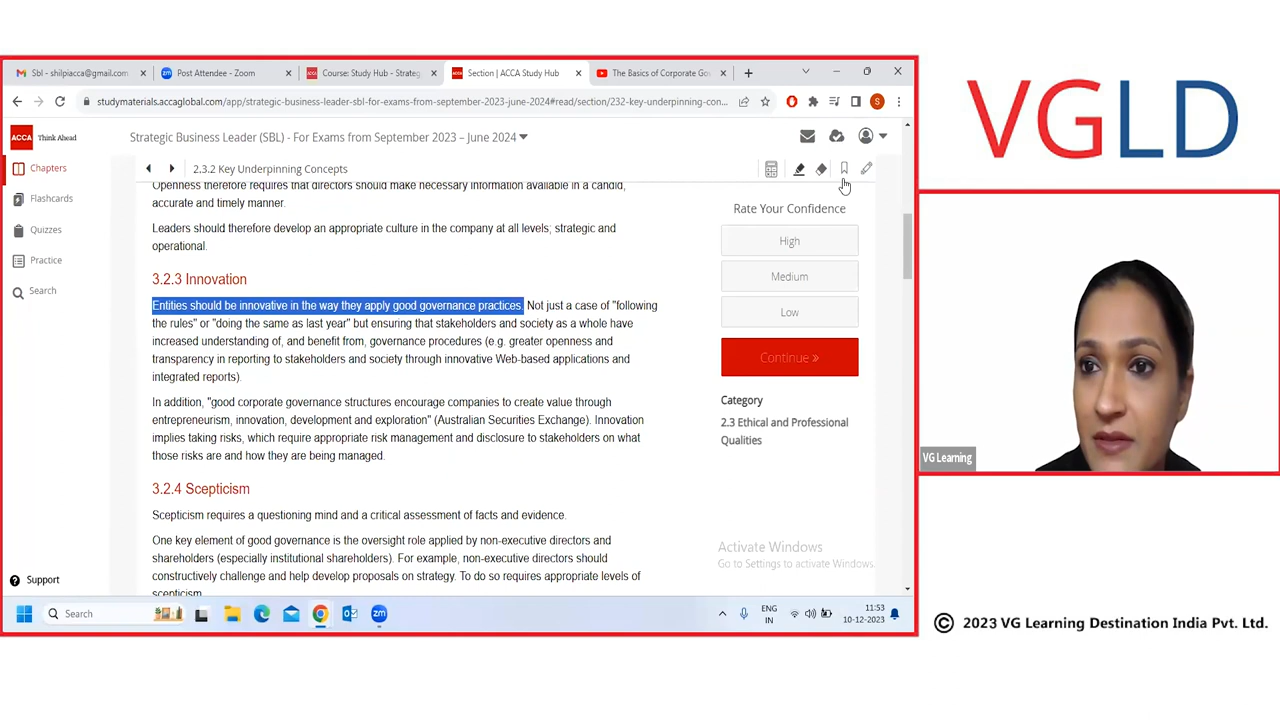 Sbl - shilpiacca@gmail.com
Post Attendee - Zoom
Course: Study Hub - Strateg
Section | ACCA Study Hub
The Basics of Corporate Go
studymaterials.accaglobal.com/app/strategic-business-leader-sbl-for-exams-from-september-2023-june-2024#read/section/232-key-underpinning-con...
S
ACCA Think Ahead
Strategic Business Leader (SBL) - For Exams from September 2023 – June 2024
Chapters
Flashcards
Quizzes
Practice
Search
Support
2.3.2 Key Underpinning Concepts
Openness therefore requires that directors should make necessary information available in a candid,
accurate and timely manner.
Leaders should therefore develop an appropriate culture in the company at all levels; strategic and
operational.
3.2.3 Innovation
Entities should be innovative in the way they apply good governance practices. Not just a case of "following
the rules" or "doing the same as last year" but ensuring that stakeholders and society as a whole have
increased understanding of, and benefit from, governance procedures (e.g. greater openness and
transparency in reporting to stakeholders and society through innovative Web-based applications and
integrated reports).
In addition, "good corporate governance structures encourage companies to create value through
entrepreneurism, innovation, development and exploration" (Australian Securities Exchange). Innovation
implies taking risks, which require appropriate risk management and disclosure to stakeholders on what
those risks are and how they are being managed.
3.2.4 Scepticism
Scepticism requires a questioning mind and a critical assessment of facts and evidence.
One key element of good governance is the oversight role applied by non-executive directors and
shareholders (especially institutional shareholders). For example, non-executive directors should
constructively challenge and help develop proposals on strategy. To do so requires appropriate levels of
scepticism
Rate Your Confidence
High
Medium
Low
Continue »
Category
2.3 Ethical and Professional
Qualities
Activate Windows
Go to Settings to activate Windows.
Search
ENG
IN
11:53
10-12-2023
VGLD
VG Learning
© 2023 VG Learning Destination India Pvt. Ltd.